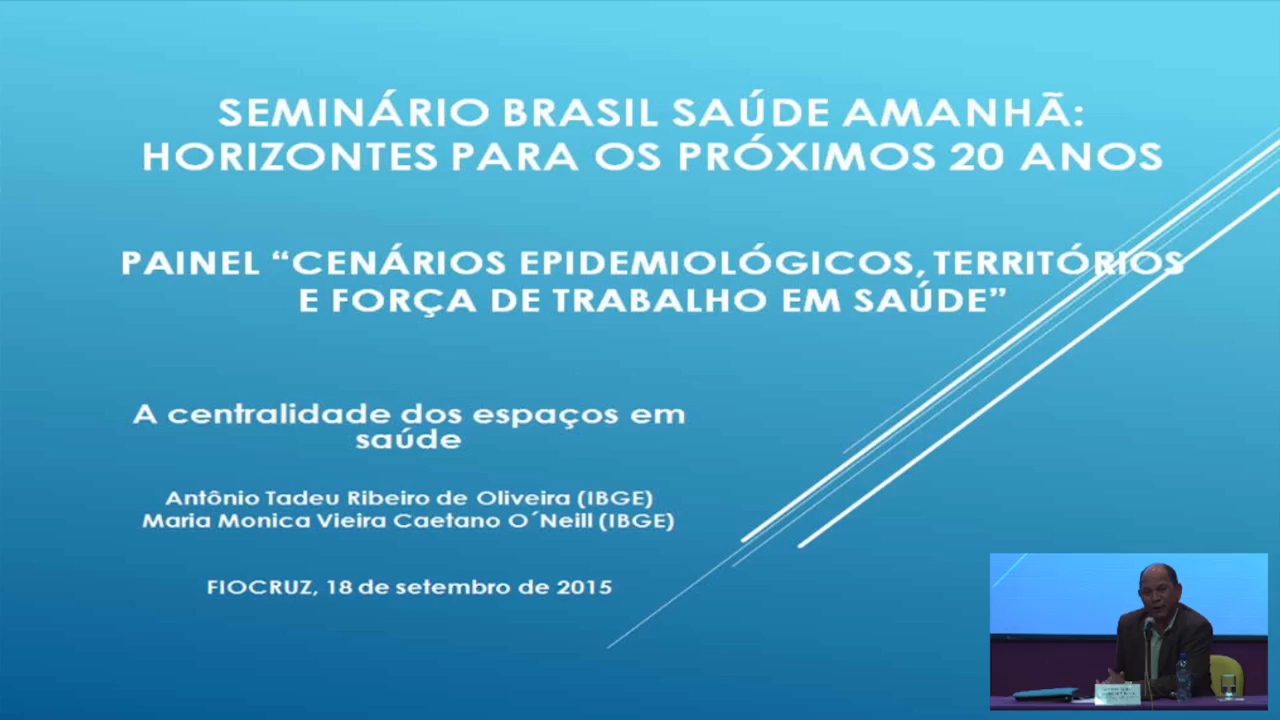 SEMINÁRIO BRASIL SAÚDE AMANHÃ:
HORIZONTES PARA OS PRÓXIMOS 20 ANOS
PAINEL “CENÁRIOS EPIDEMIOLÓGICOS, TERRITÓRIOS
E FORÇA DE TRABALHO EM SAÚDE”
A centralidade dos espaços em
saúde
Antônio Tadeu Ribeiro de Oliveira (IBGE)
Maria Monica Vieira Caetano O´Neill (IBGE)
FIOCRUZ, 18 de setembro de 2015